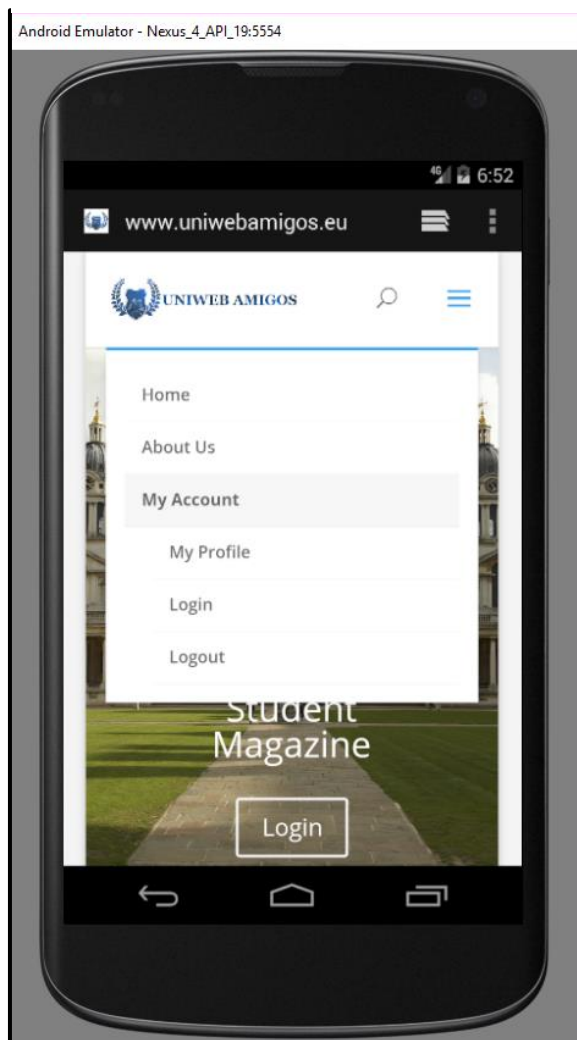 Android Emulator - Nexus_4_API_19:5554
4G 6:52
www.uniwebamigos.eu
UNIWEB AMIGOS
Home
About Us
My Account
My Profile
Login
Logout
Student
Magazine
Login